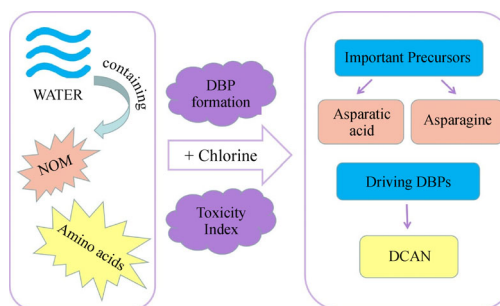 WATER
containing
NOM
Amino acids
DBP
formation
+ Chlorine
Toxicity
Index
Important Precursors
Asparatic
acid
Asparagine
Driving DBPs
DCAN